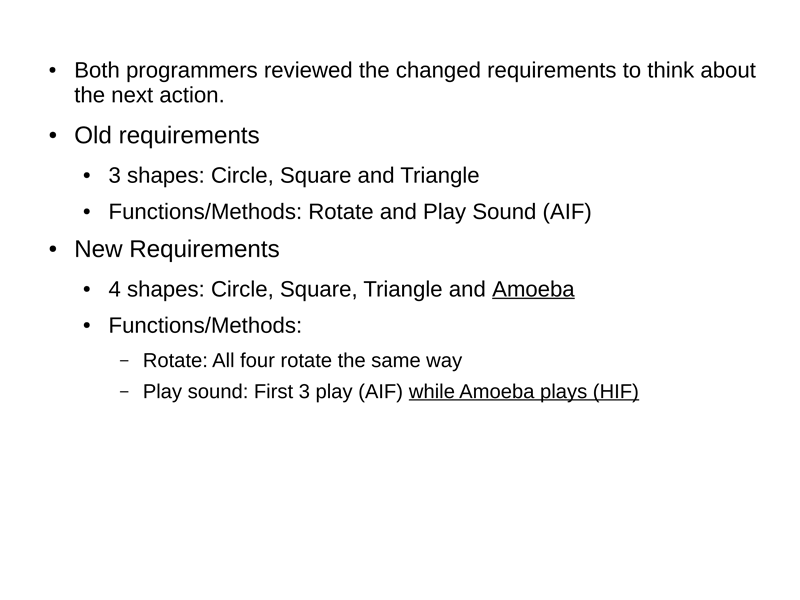 • Both programmers reviewed the changed requirements to think about
the next action.
• Old requirements
• 3 shapes: Circle, Square and Triangle
• Functions/Methods: Rotate and Play Sound (AIF)
• New Requirements
• 4 shapes: Circle, Square, Triangle and Amoeba
• Functions/Methods:
– Rotate: All four rotate the same way
– Play sound: First 3 play (AIF) while Amoeba plays (HIF)